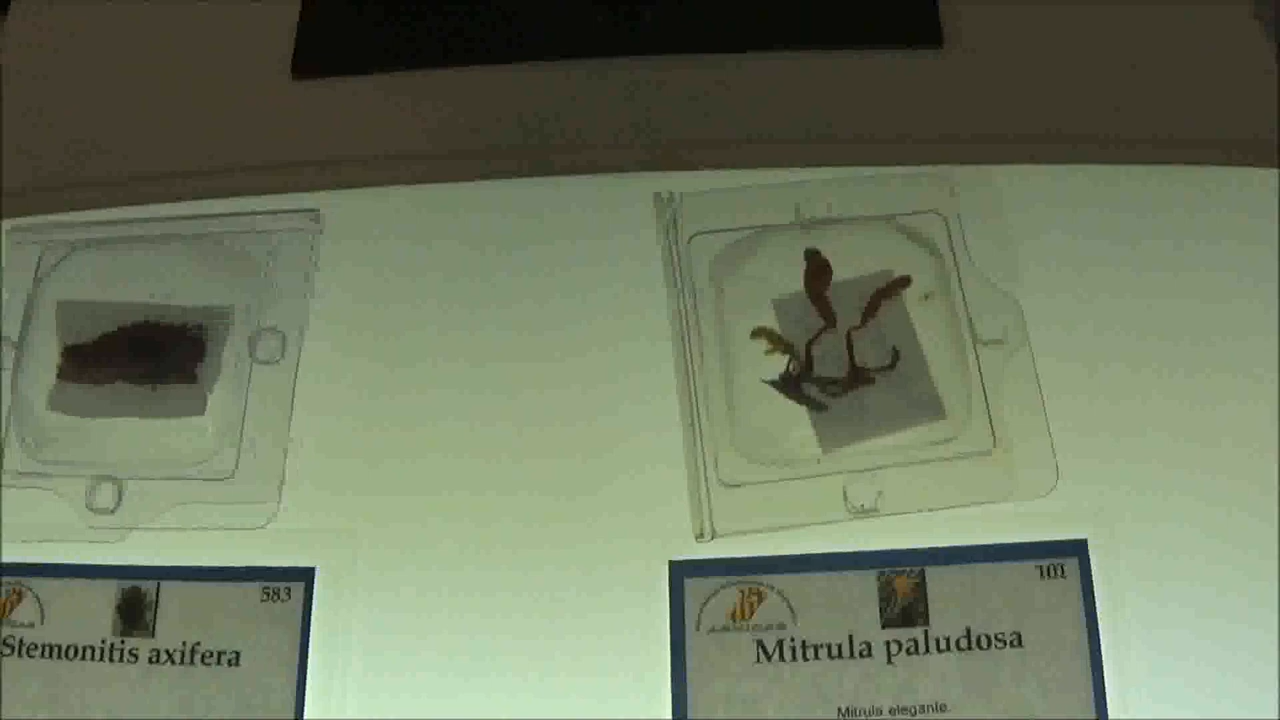 583
Stemonitis axifera
101
Mitrula paludosa
Mitrula elegante.